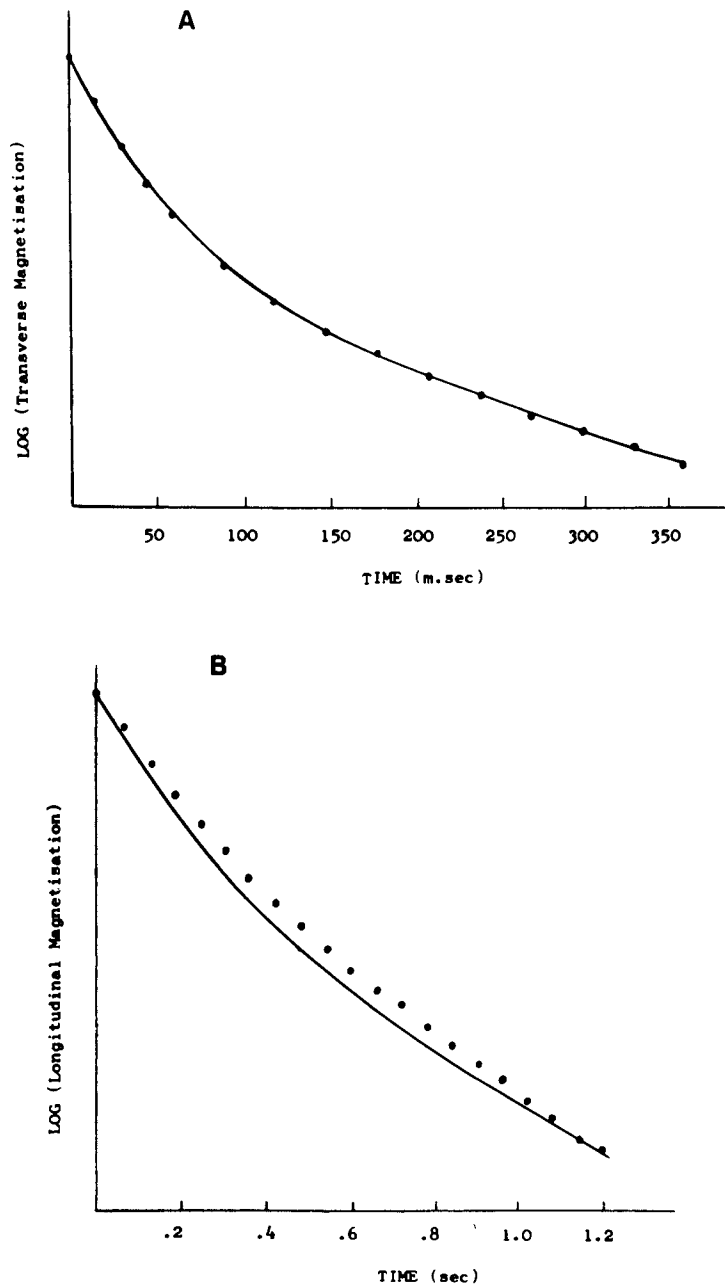 A
LOG (Transverse Magnetisation)
50 100 150 200 250 300 350
TIME (m.sec)
B
LOG (Longitudinal Magnetisation)
.2 .4 .6 .8 1.0 1.2
TIME (sec)